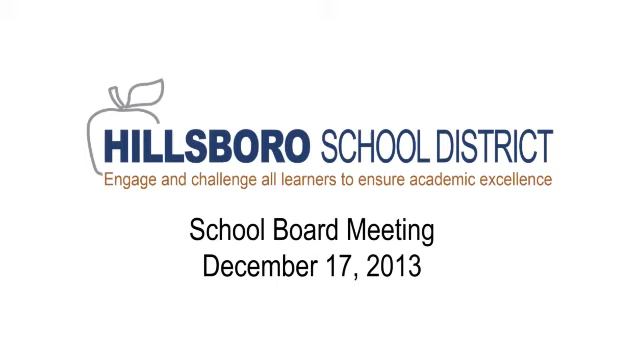 HILLSBORO SCHOOL DISTRICT
Engage and challenge all learners to ensure academic excellence
School Board Meeting
December 17, 2013